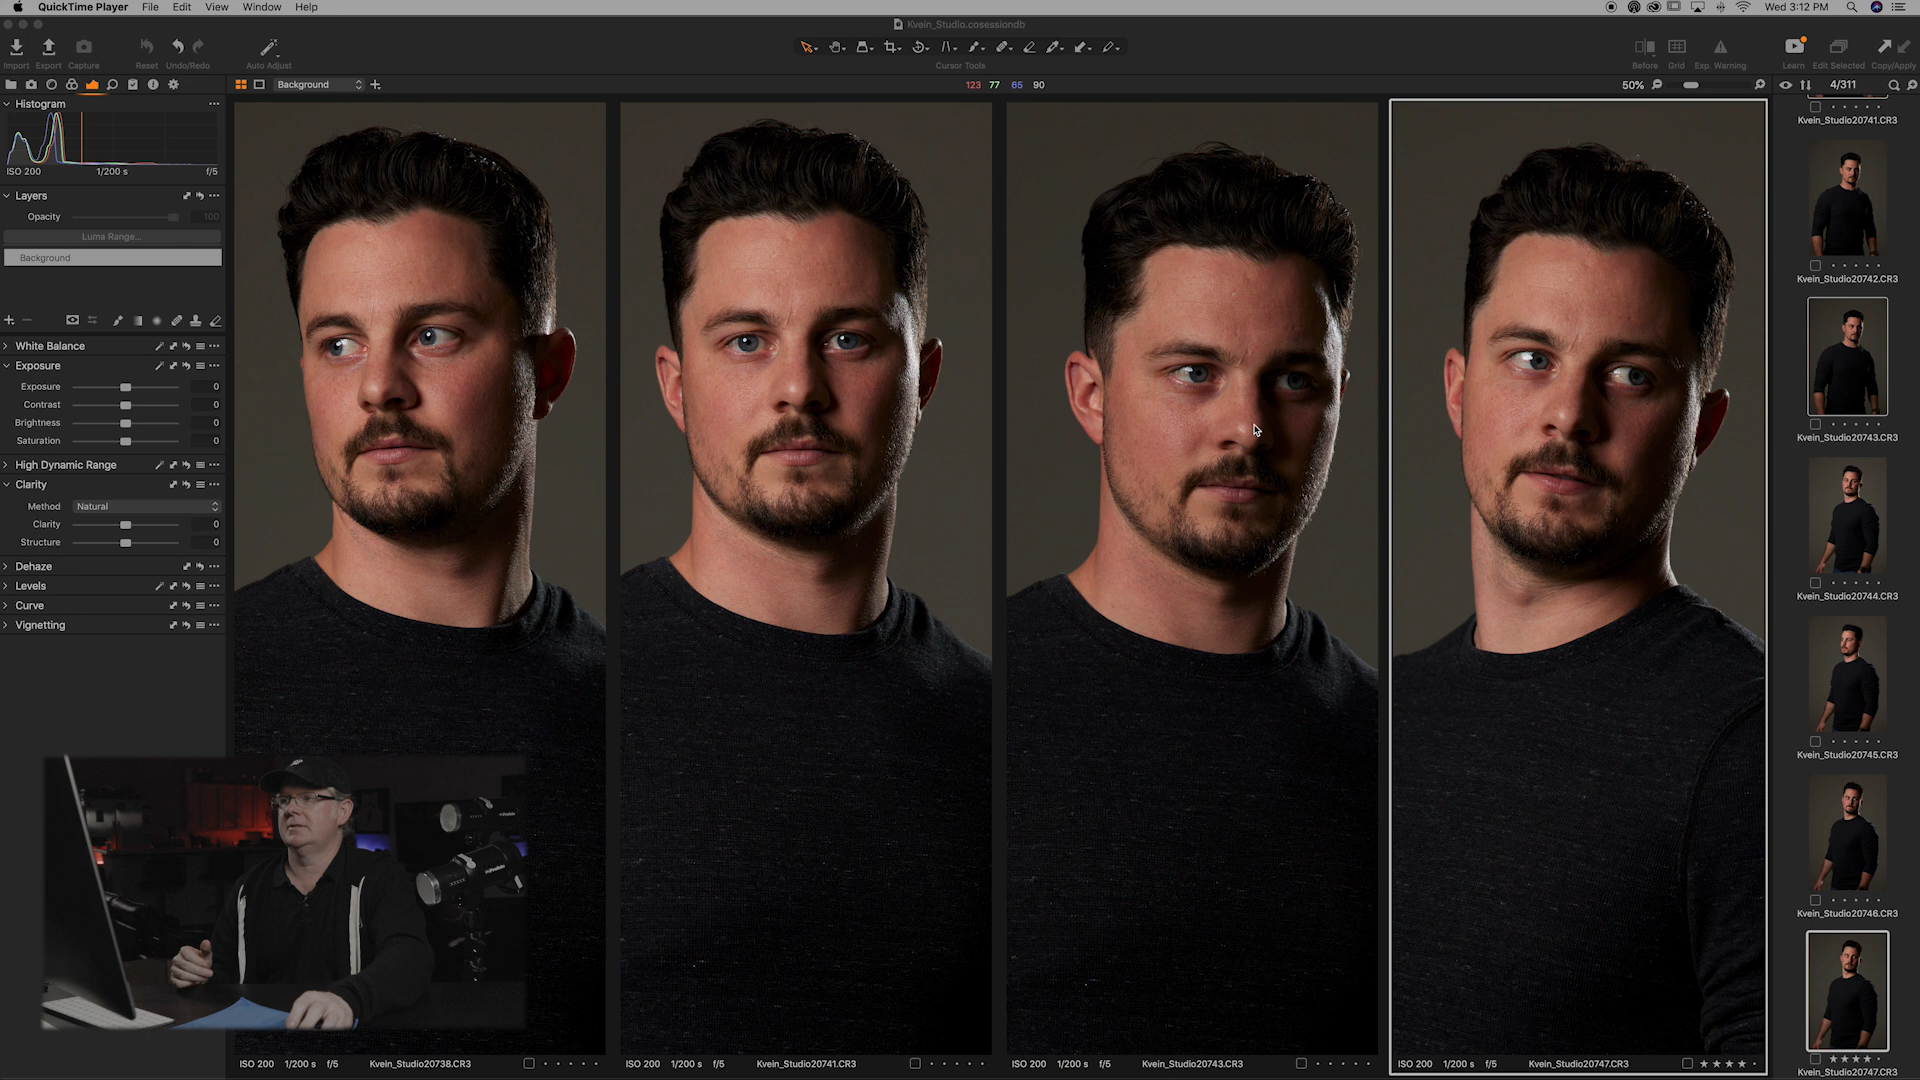 QuickTime Player File Edit View Window Help
Wed 3:12 PM
Kvein_Studio.cosessiondb
Import Export Capture Reset Undo/Redo Auto Adjust
Cursor Tools
Before Grid Exp. Warning Learn Edit Selected Copy/Apply
Background
123 77 65 90
50%
4/311
Histogram
ISO 200 1/200 s f/5
Layers
Opacity 100
Luma Range...
Background
White Balance
Exposure
Exposure 0
Contrast 0
Brightness 0
Saturation 0
High Dynamic Range
Clarity
Method Natural
Clarity 0
Structure 0
Dehaze
Levels
Curve
Vignetting
ISO 200 1/200 s f/5 Kvein_Studio20738.CR3
ISO 200 1/200 s f/5 Kvein_Studio20741.CR3
ISO 200 1/200 s f/5 Kvein_Studio20743.CR3
ISO 200 1/200 s f/5 Kvein_Studio20747.CR3
Kvein_Studio20741.CR3
Kvein_Studio20742.CR3
Kvein_Studio20743.CR3
Kvein_Studio20744.CR3
Kvein_Studio20745.CR3
Kvein_Studio20746.CR3
Kvein_Studio20747.CR3